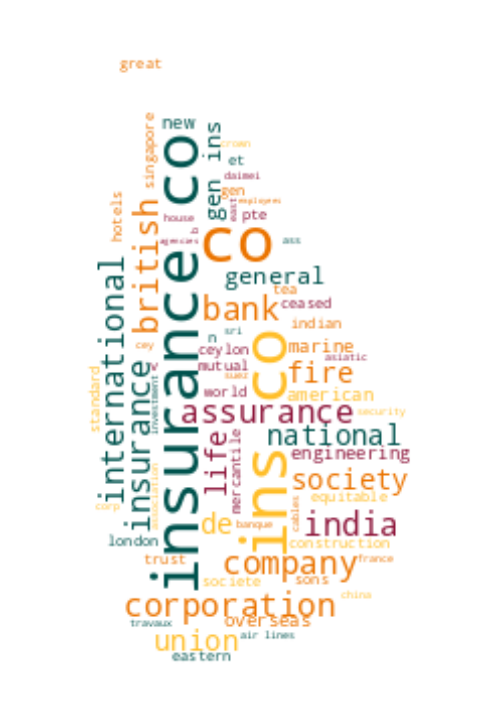 great
new
singapore
insurance co
gen ins
crown
et
daimei
gen
employees
east
pte
hotels
british
house
b
agencies
co
ass
general
international
tea
bank
ceased
indian
sri
n
cey
ceylon
marine
asiatic
insurance
w
mutual
suez
fire
standard
investment
world
american
ins co
assurance
security
life
mercantile
national
engineering
association
society
equitable
corp
de
banque
cables
india
london
construction
trust
company
france
societe
sons
china
corporation
travaux
overseas
union
air lines
eastern